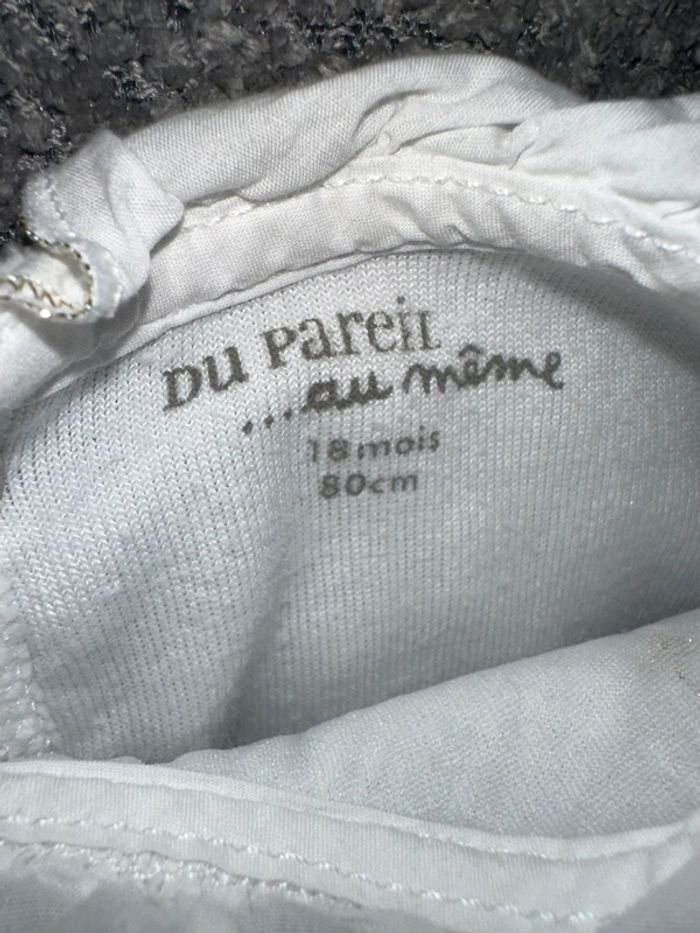 DU PareiL
...au même
18 mois
80cm